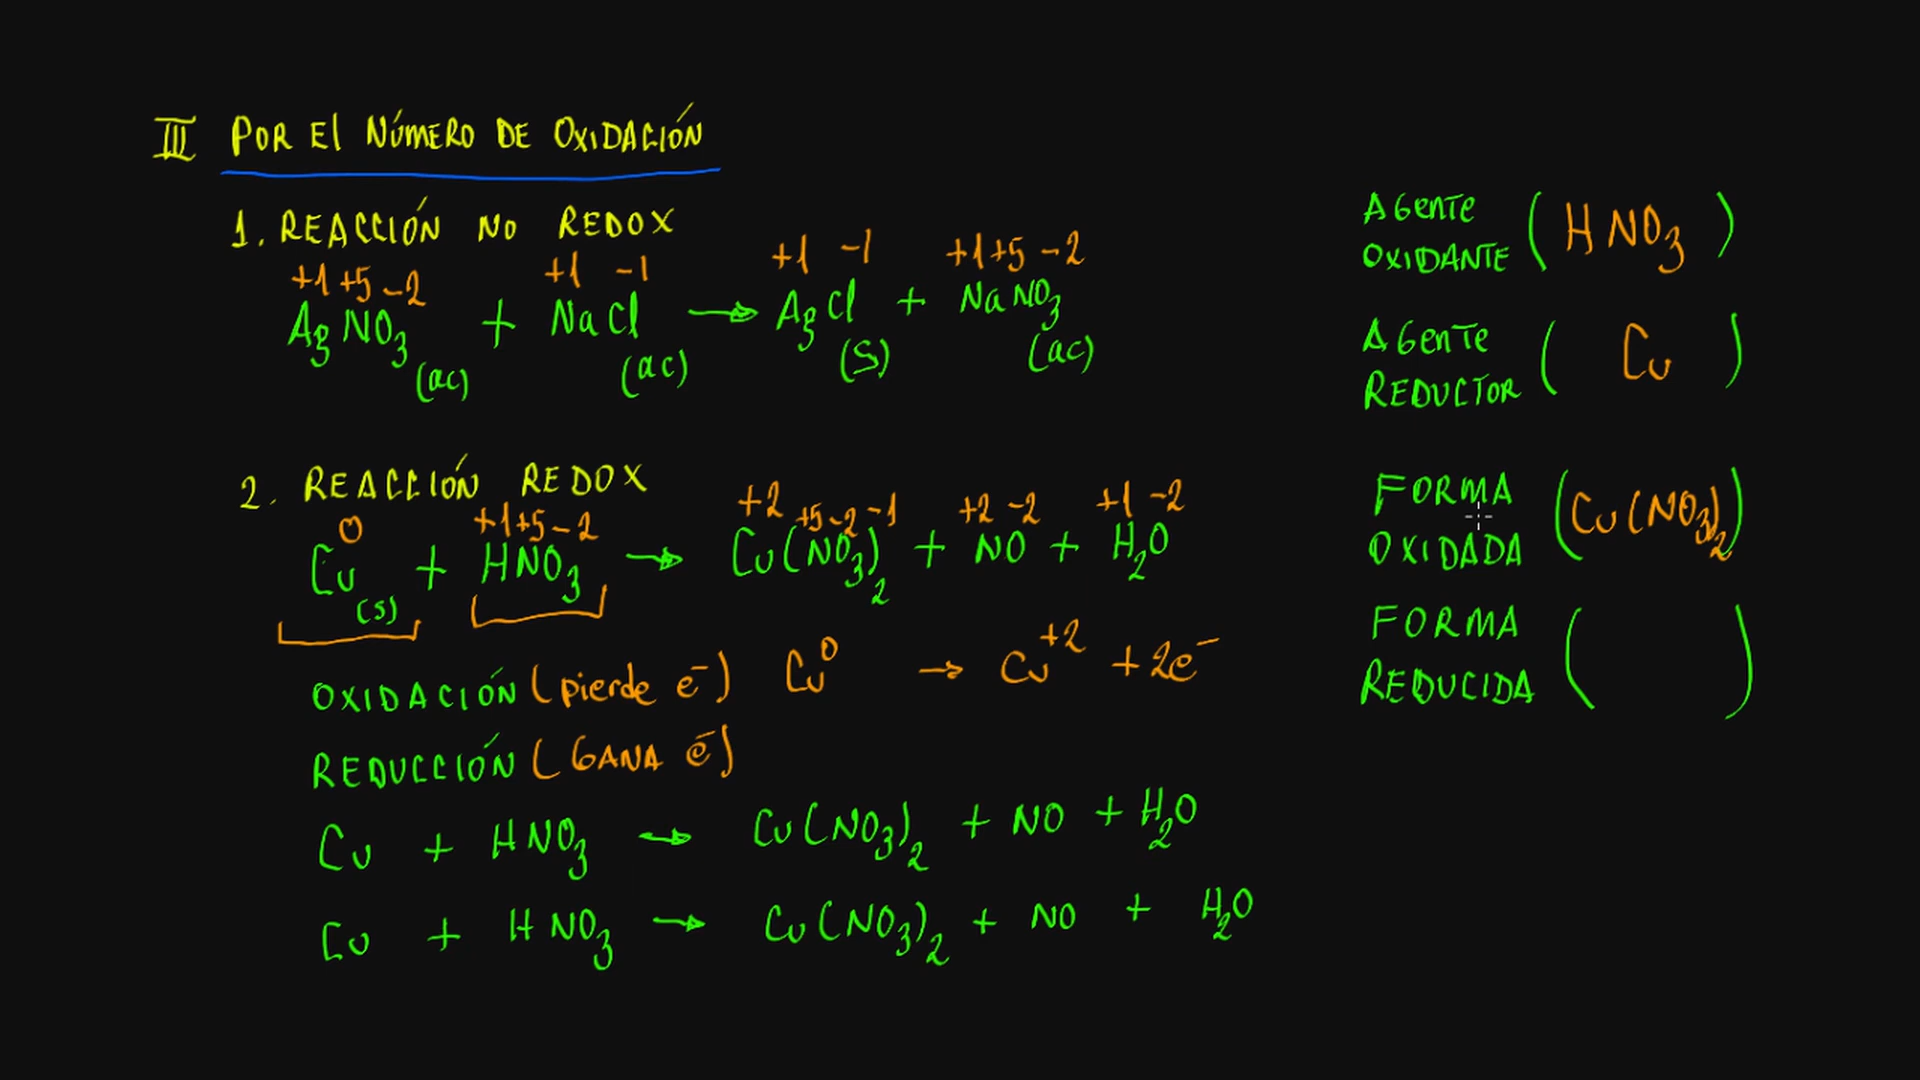 III POR El NÚMERO DE OXIDACIÓN
1. REACCIÓN NO REDOX
+1 +5 -2 +1 -1 +1 -1 +1 +5 -2
AgNO3 (ac) + NaCl (ac) → AgCl (S) + NaNO3 (ac)
2. REACCIÓN REDOX
0 +1 +5 -2 +2 +5 -2 -1 +2 -2 +1 -2
Cu (s) + HNO3 → Cu(NO3)2 + NO + H2O
OXIDACIÓN (pierde e⁻) Cu⁰ → Cu⁺² + 2e⁻
REDUCCIÓN (GANA e⁻)
Cu + HNO3 → Cu(NO3)2 + NO + H2O
Cu + HNO3 → Cu(NO3)2 + NO + H2O
AGENTE
OXIDANTE ( HNO3 )
AGENTE
REDUCTOR ( Cu )
FORMA
OXIDADA (Cu(NO3)2)
FORMA
REDUCIDA ( )